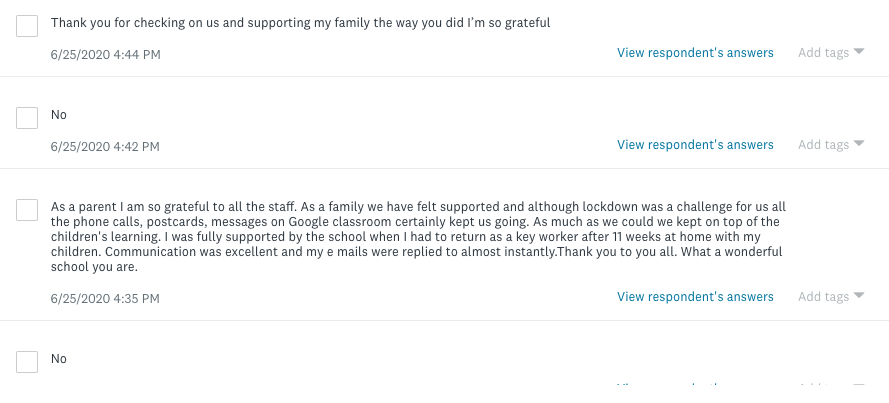 Thank you for checking on us and supporting my family the way you did I'm so grateful
6/25/2020 4:44 PM
View respondent's answers
Add tags
No
6/25/2020 4:42 PM
View respondent's answers
Add tags
As a parent I am so grateful to all the staff. As a family we have felt supported and although lockdown was a challenge for us all
the phone calls, postcards, messages on Google classroom certainly kept us going. As much as we could we kept on top of the
children's learning. I was fully supported by the school when I had to return as a key worker after 11 weeks at home with my
children. Communication was excellent and my e mails were replied to almost instantly.Thank you to you all. What a wonderful
school you are.
6/25/2020 4:35 PM
View respondent's answers
Add tags
No